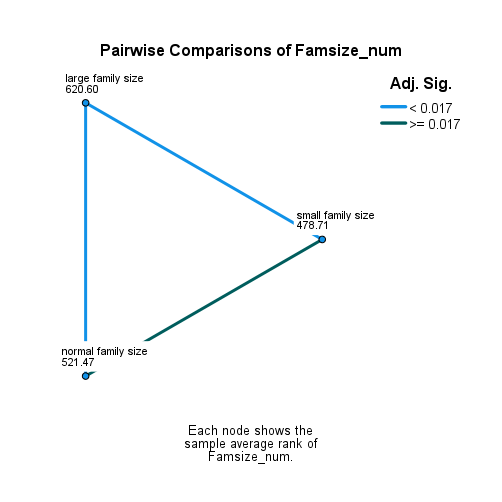 Pairwise Comparisons of Famsize_num
large family size
620.60
Adj. Sig.
< 0.017
>= 0.017
small family size
478.71
normal family size
521.47
Each node shows the
sample average rank of
Famsize_num.